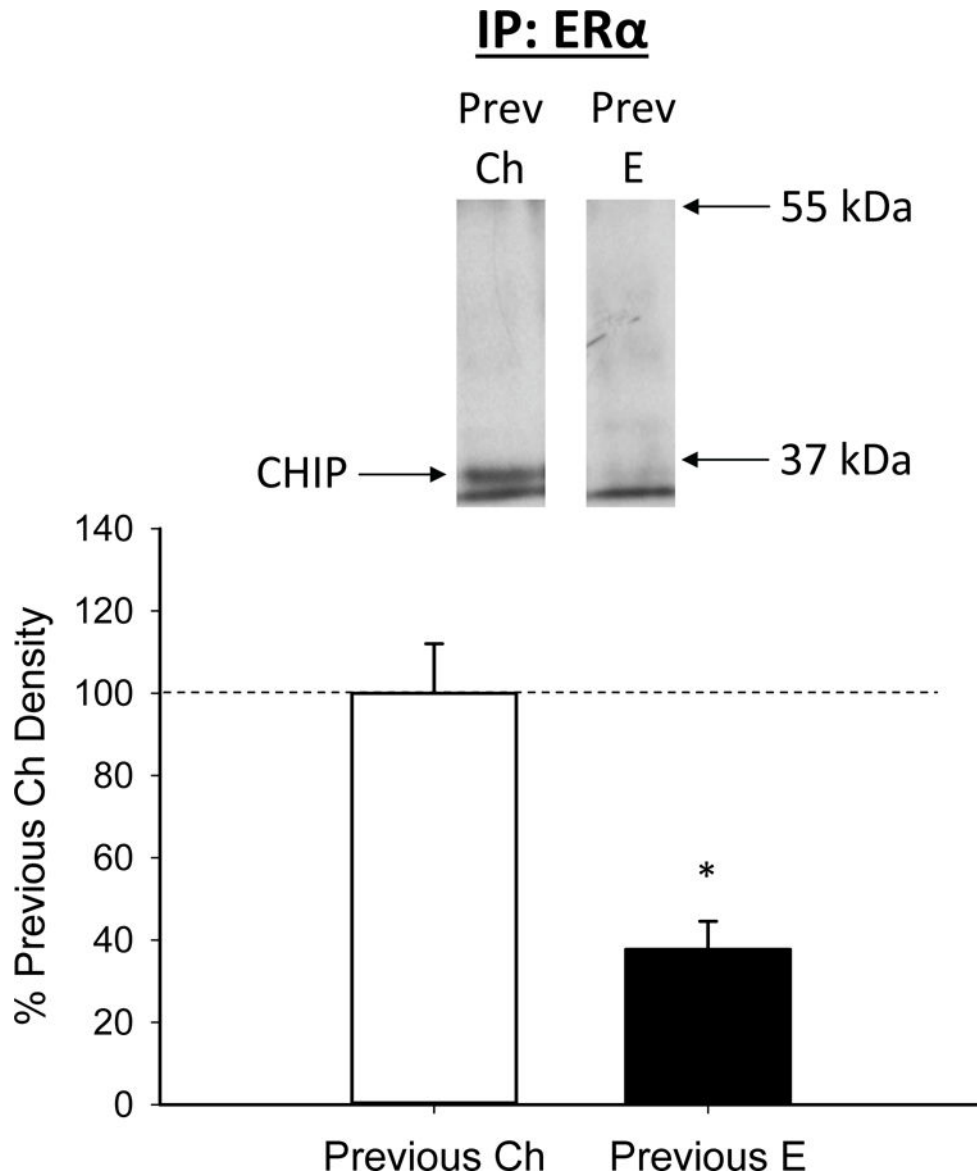 IP: ERα
Prev Prev
Ch E
55 kDa
37 kDa
CHIP
% Previous Ch Density
140
120
100
80
60
40
20
0
*
Previous Ch Previous E